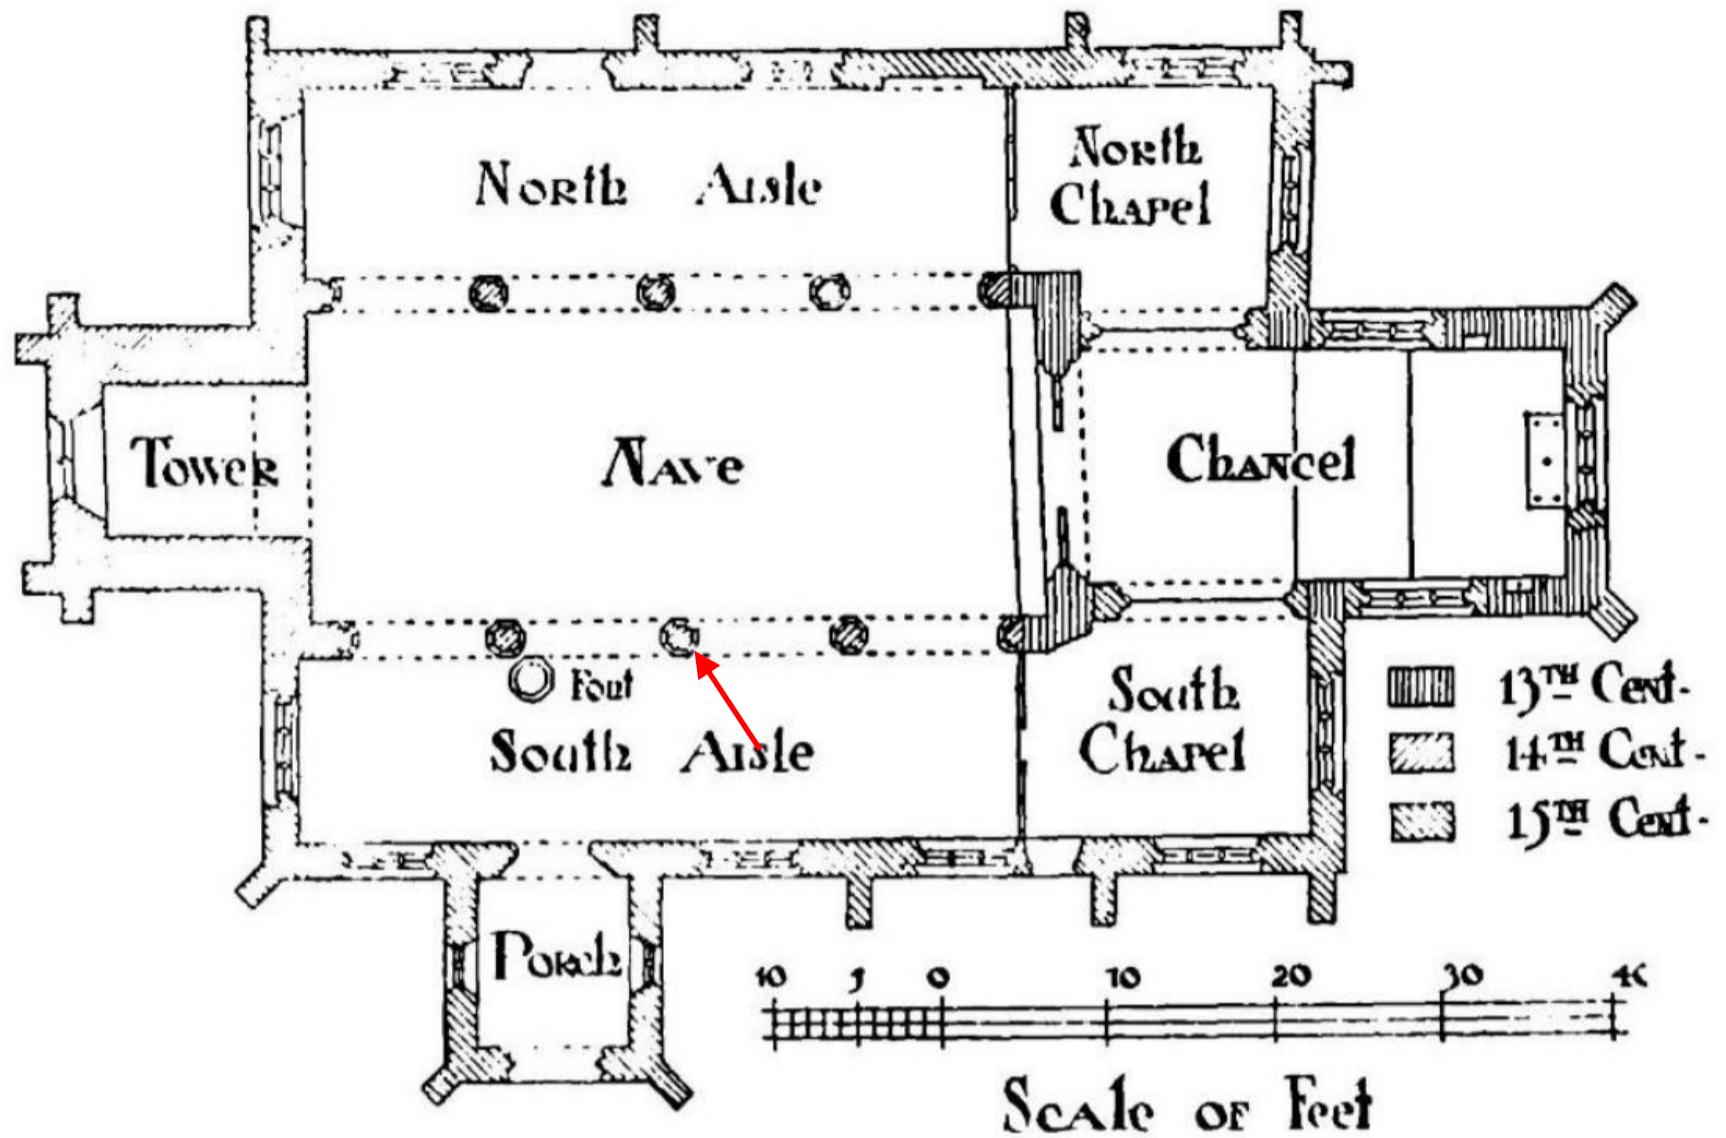 North Aisle
North
Chapel
Tower
Nave
Chancel
Font
South Aisle
South
Chapel
Porch
13TH Cent.
14TH Cent.
15TH Cent.
10 5 0 10 20 30 40
Scale of Feet